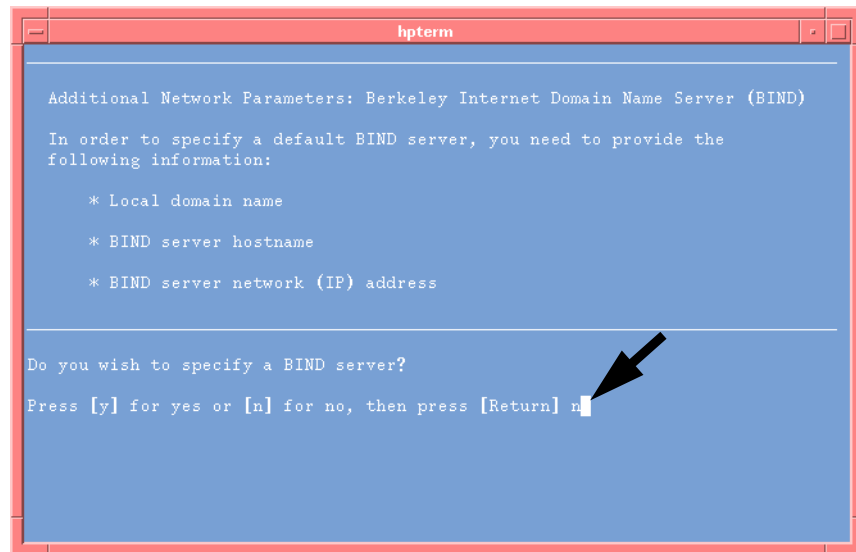 hpterm
Additional Network Parameters: Berkeley Internet Domain Name Server (BIND)
In order to specify a default BIND server, you need to provide the
following information:
* Local domain name
* BIND server hostname
* BIND server network (IP) address
Do you wish to specify a BIND server?
Press [y] for yes or [n] for no, then press [Return] n